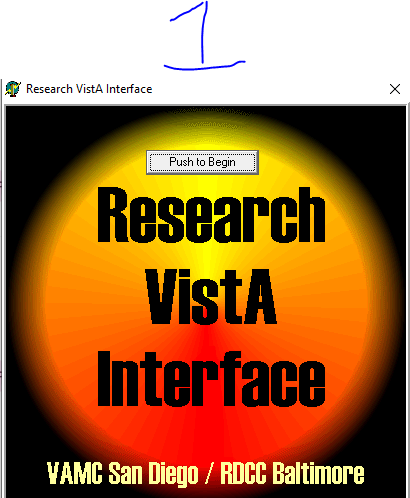 1
Research VistA Interface
Push to Begin
Research
VistA
Interface
VAMC San Diego / RDCC Baltimore